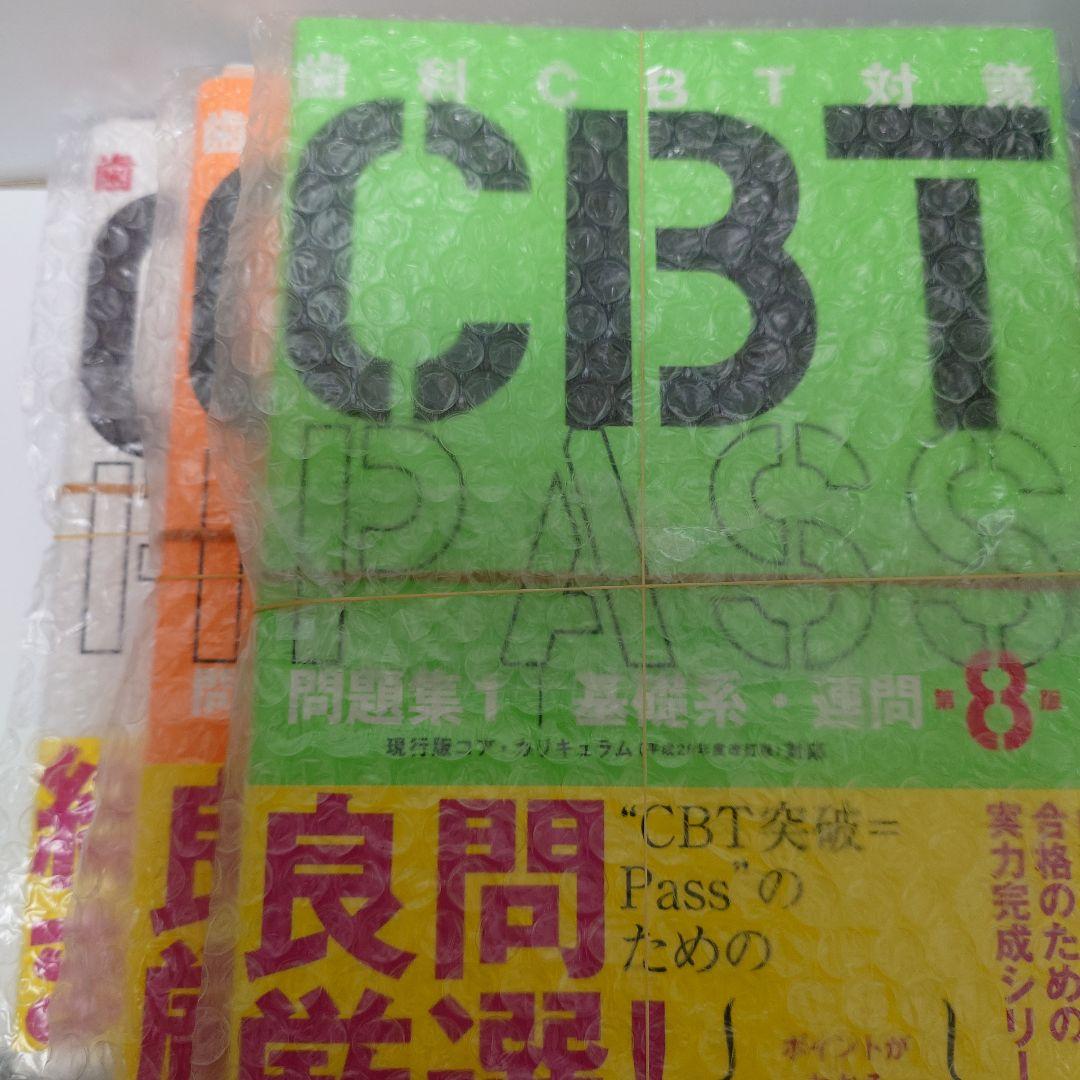 歯科CBT対策
CBT
PASS
問題集1 基礎系・連問 第8版
現行版コア・カリキュラム(平成28年度改訂版)対応
良問
厳選!
"CBT突破=
Pass"の
ための
合格のための
実力完成シリー
ポイントが
歯
歯
C
C
問